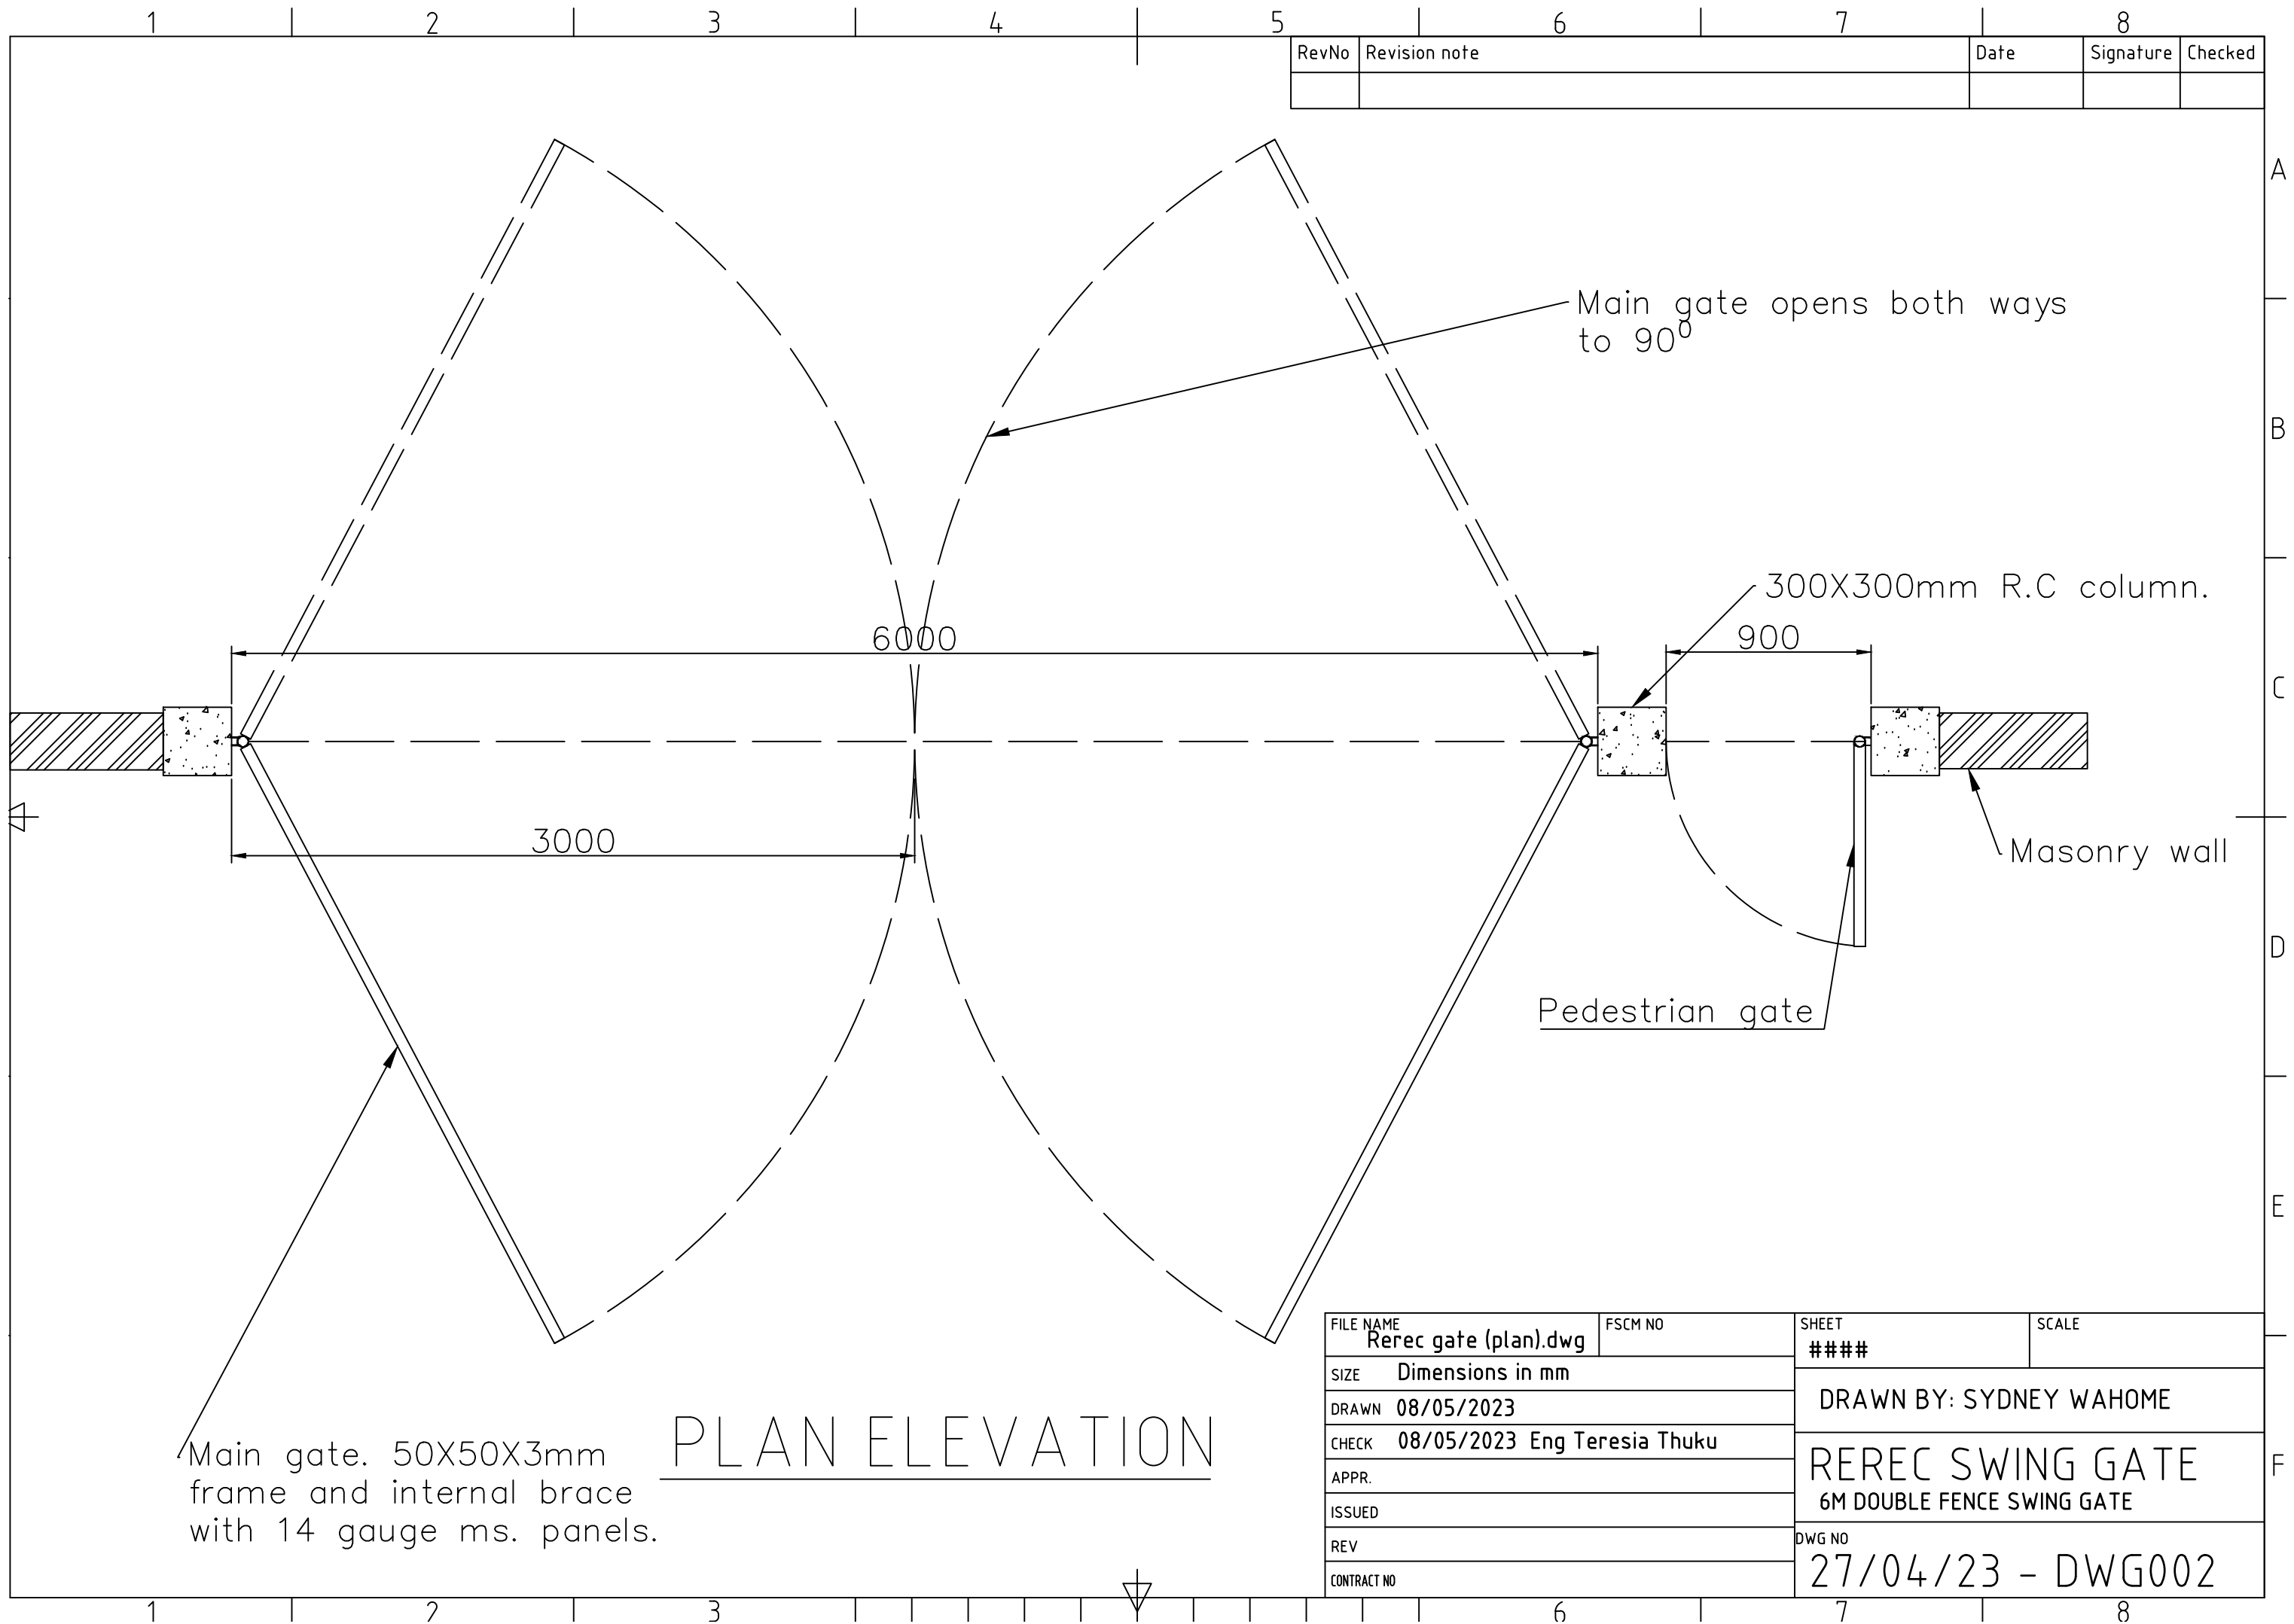 1 2 3 4 5 6 7 8
RevNo Revision note Date Signature Checked
A
Main gate opens both ways
to 90⁰
B
300X300mm R.C column.
6000
900
C
3000
Masonry wall
D
Pedestrian gate
E
Main gate. 50X50X3mm
frame and internal brace
with 14 gauge ms. panels.
PLAN ELEVATION
FILE NAME
Rerec gate (plan).dwg
FSCM NO
SIZE Dimensions in mm
DRAWN 08/05/2023
CHECK 08/05/2023 Eng Teresia Thuku
APPR.
ISSUED
REV
CONTRACT NO
SHEET
####
SCALE
DRAWN BY: SYDNEY WAHOME
REREC SWING GATE
6M DOUBLE FENCE SWING GATE
DWG NO
27/04/23 - DWG002
F
1 2 3 6 7 8